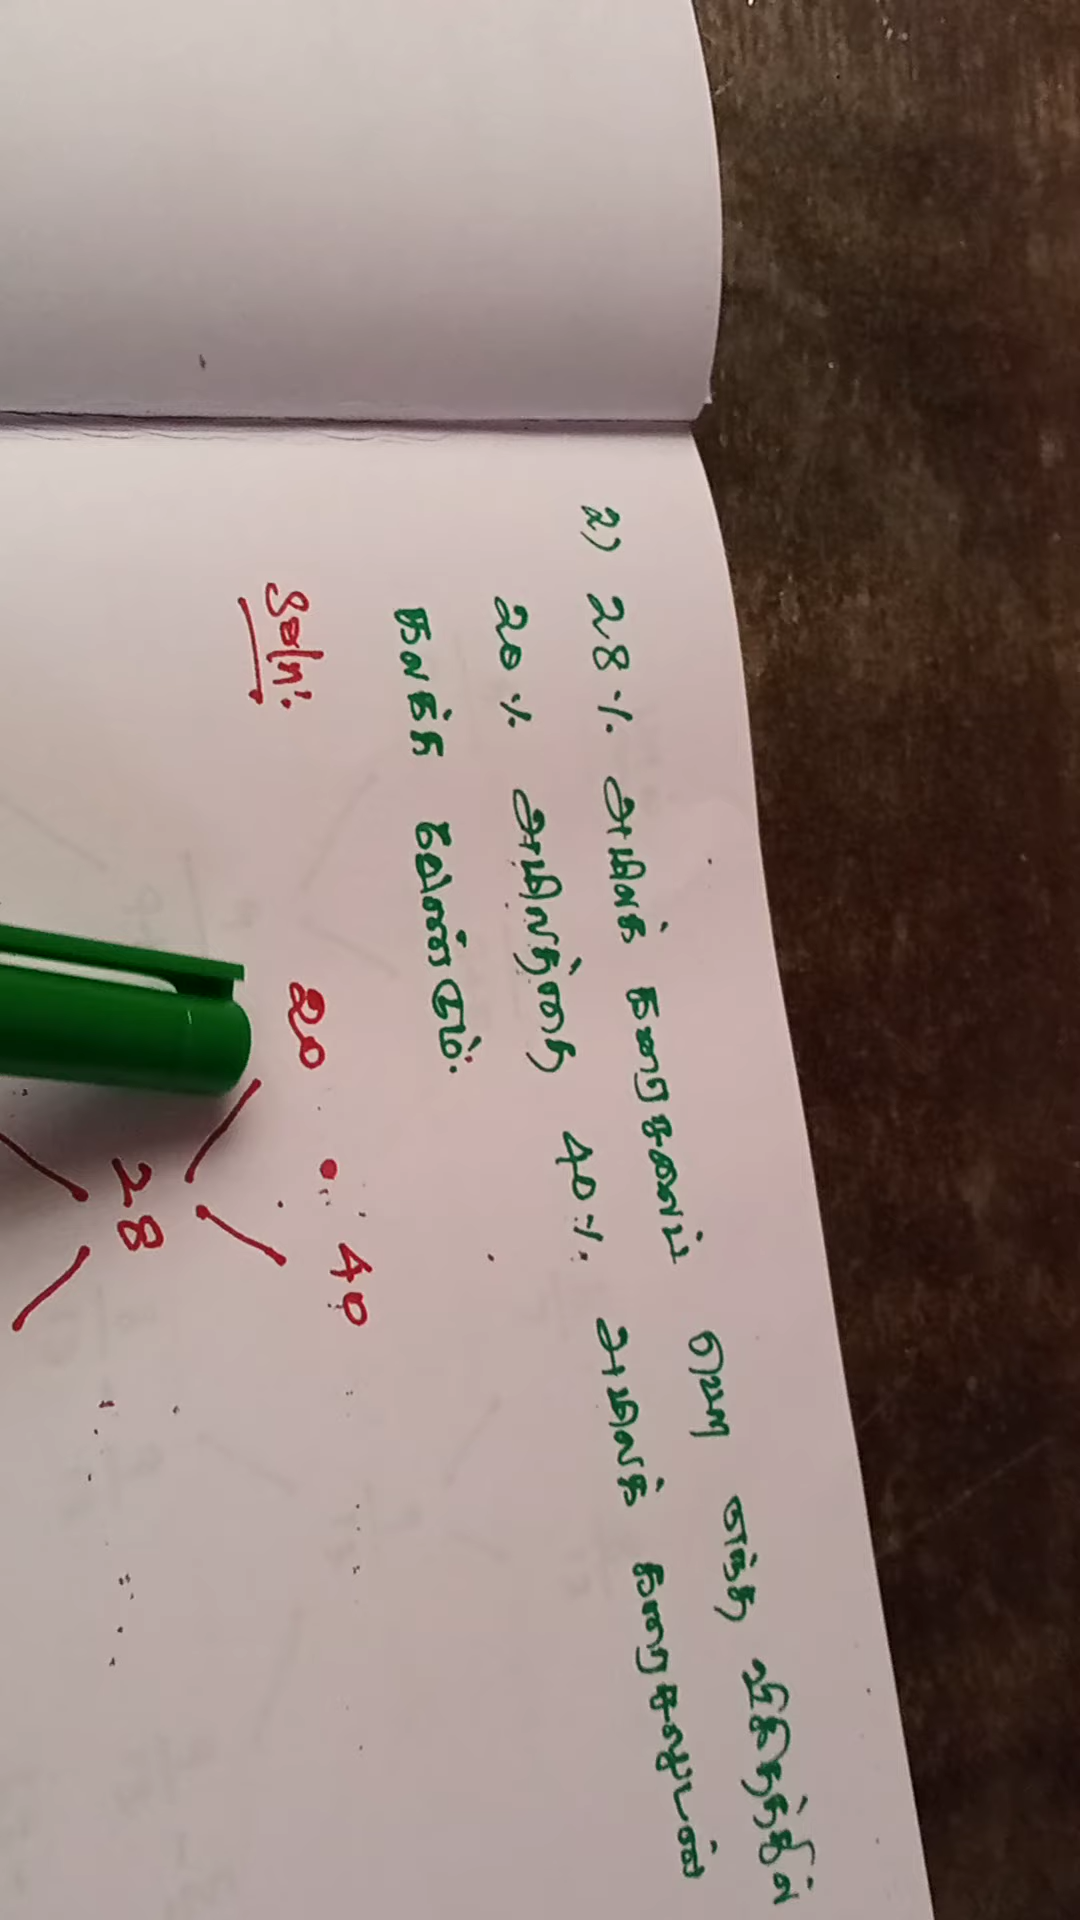 2) 28% அமிலக் கரைசலைப் பெற எந்த விகிதத்தில்
20% அமிலத்தை 40% அமிலக் கரைசலுடன்
கலக்க வேண்டும்.
Soln:
20 40
28